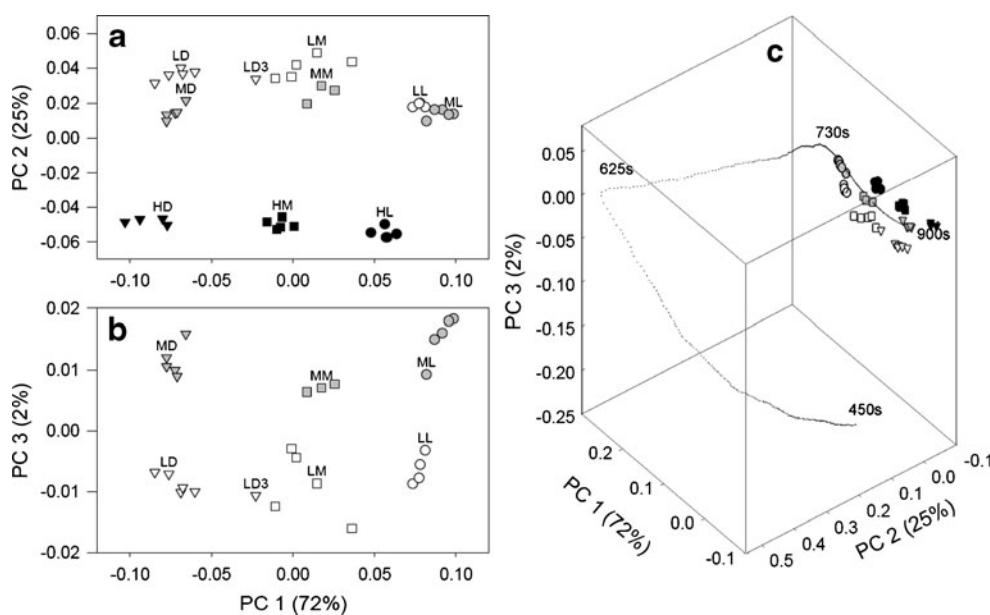 a
LD
MD
LD3
LM
MM
LL
ML
HD
HM
HL
0.06
0.04
0.02
0.00
-0.02
-0.04
-0.06
PC 2 (25%)
-0.10 -0.05 0.00 0.05 0.10
b
MD
MM
ML
LD
LD3
LM
LL
0.02
0.01
0.00
-0.01
-0.02
PC 3 (2%)
-0.10 -0.05 0.00 0.05 0.10
PC 1 (72%)
c
730s
625s
900s
450s
0.05
0.00
-0.05
-0.10
-0.15
-0.20
-0.25
PC 3 (2%)
0.2
0.1
0.0
-0.1
PC 1 (72%)
0.5
0.4
0.3
0.2
0.1
0.0
-0.1
PC 2 (25%)